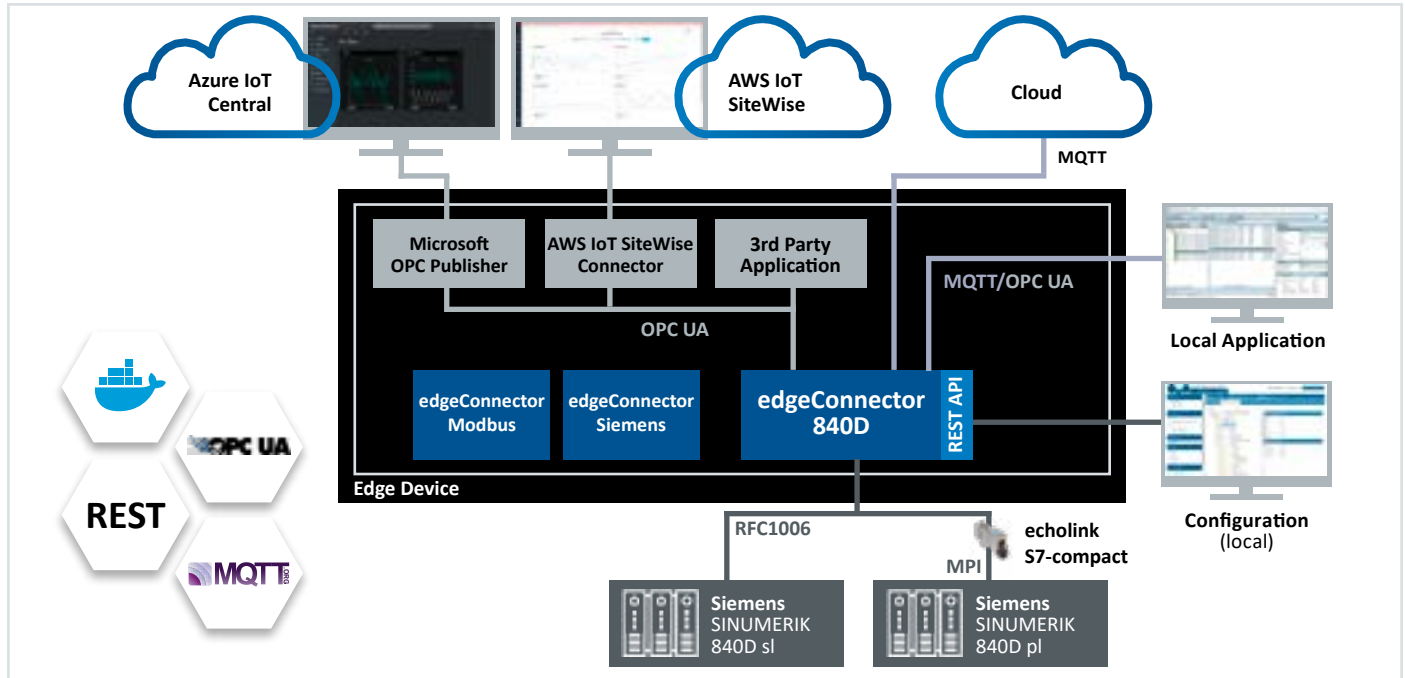 Azure IoT
Central
AWS IoT
SiteWise
Cloud
MQTT
Microsoft
OPC Publisher
AWS IoT SiteWise
Connector
3rd Party
Application
MQTT/OPC UA
OPC UA
Local Application
edgeConnector
Modbus
edgeConnector
Siemens
edgeConnector
840D
REST API
Edge Device
Configuration
(local)
OPC UA
REST
MQTT
.ORG
RFC1006
echolink
S7-compact
MPI
Siemens
SINUMERIK
840D sl
Siemens
SINUMERIK
840D pl